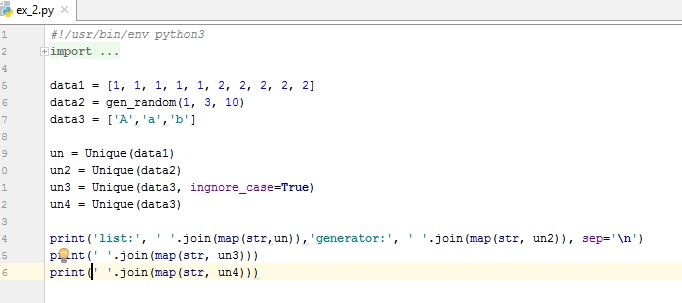 ex_2.py
1 #!/usr/bin/env python3
2 import ...
4
5 data1 = [1, 1, 1, 1, 1, 2, 2, 2, 2, 2]
6 data2 = gen_random(1, 3, 10)
7 data3 = ['A','a','b']
8
9 un = Unique(data1)
0 un2 = Unique(data2)
1 un3 = Unique(data3, ingnore_case=True)
2 un4 = Unique(data3)
3
4 print('list:', ' '.join(map(str,un)),'generator:', ' '.join(map(str, un2)), sep='\n')
5 print(' '.join(map(str, un3)))
6 print(' '.join(map(str, un4)))